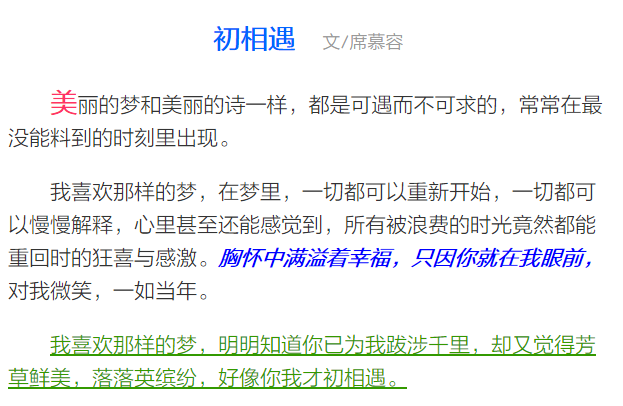 初相遇 文/席慕容
美丽的梦和美丽的诗一样，都是可遇而不可求的，常常在最
没能料到的时刻里出现。
我喜欢那样的梦，在梦里，一切都可以重新开始，一切都可
以慢慢解释，心里甚至还能感觉到，所有被浪费的时光竟然都能
重回时的狂喜与感激。胸怀中满溢着幸福，只因你就在我眼前，
对我微笑，一如当年。
我喜欢那样的梦，明明知道你已为我跋涉千里，却又觉得芳
草鲜美，落落英缤纷，好像你我才初相遇。